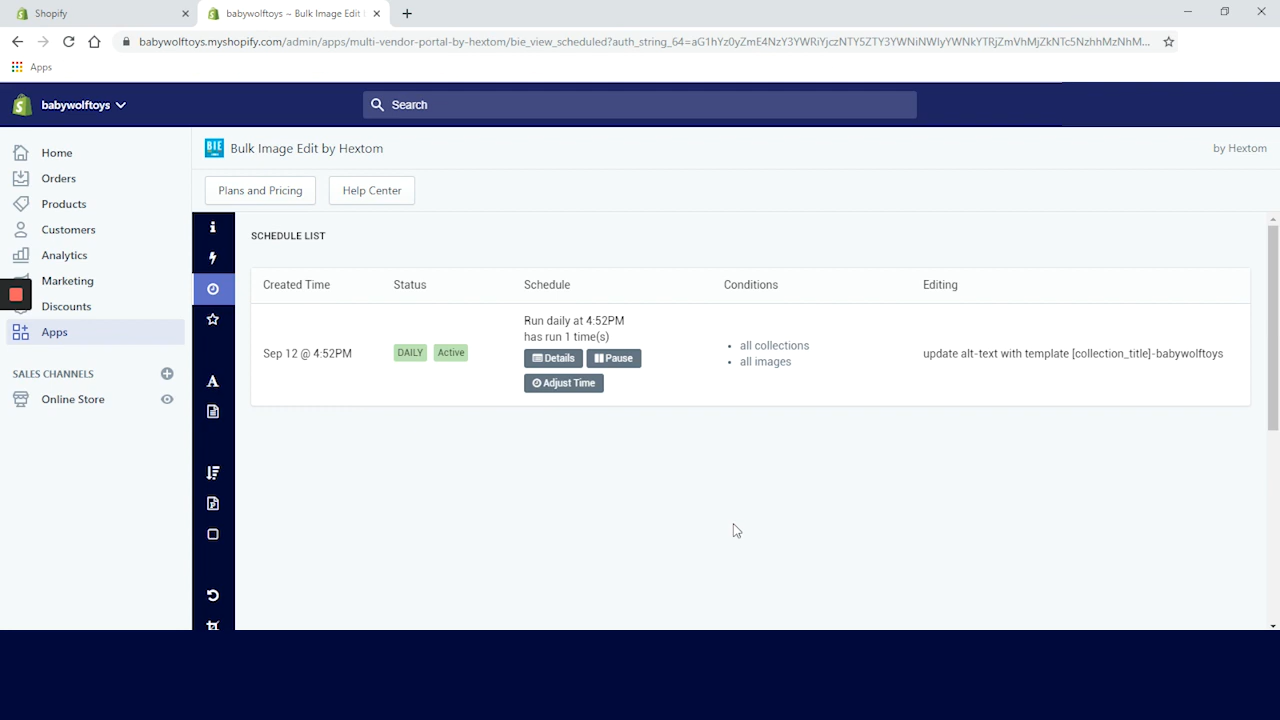 Shopify
babywolftoys ~ Bulk Image Edit
babywolftoys.myshopify.com/admin/apps/multi-vendor-portal-by-hextom/bie_view_scheduled?auth_string_64=
Apps
babywolftoys
Search
Home
Orders
Products
Customers
Analytics
Marketing
Discounts
Apps
SALES CHANNELS
Online Store
BIE
Bulk Image Edit by Hextom
by Hextom
Plans and Pricing
Help Center
SCHEDULE LIST
Created Time Status Schedule Conditions Editing
Sep 12 @ 4:52PM
DAILY Active
Run daily at 4:52PM
has run 1 time(s)
Details Pause
Adjust Time
• all collections
• all images
update alt-text with template [collection_title]-babywolftoys